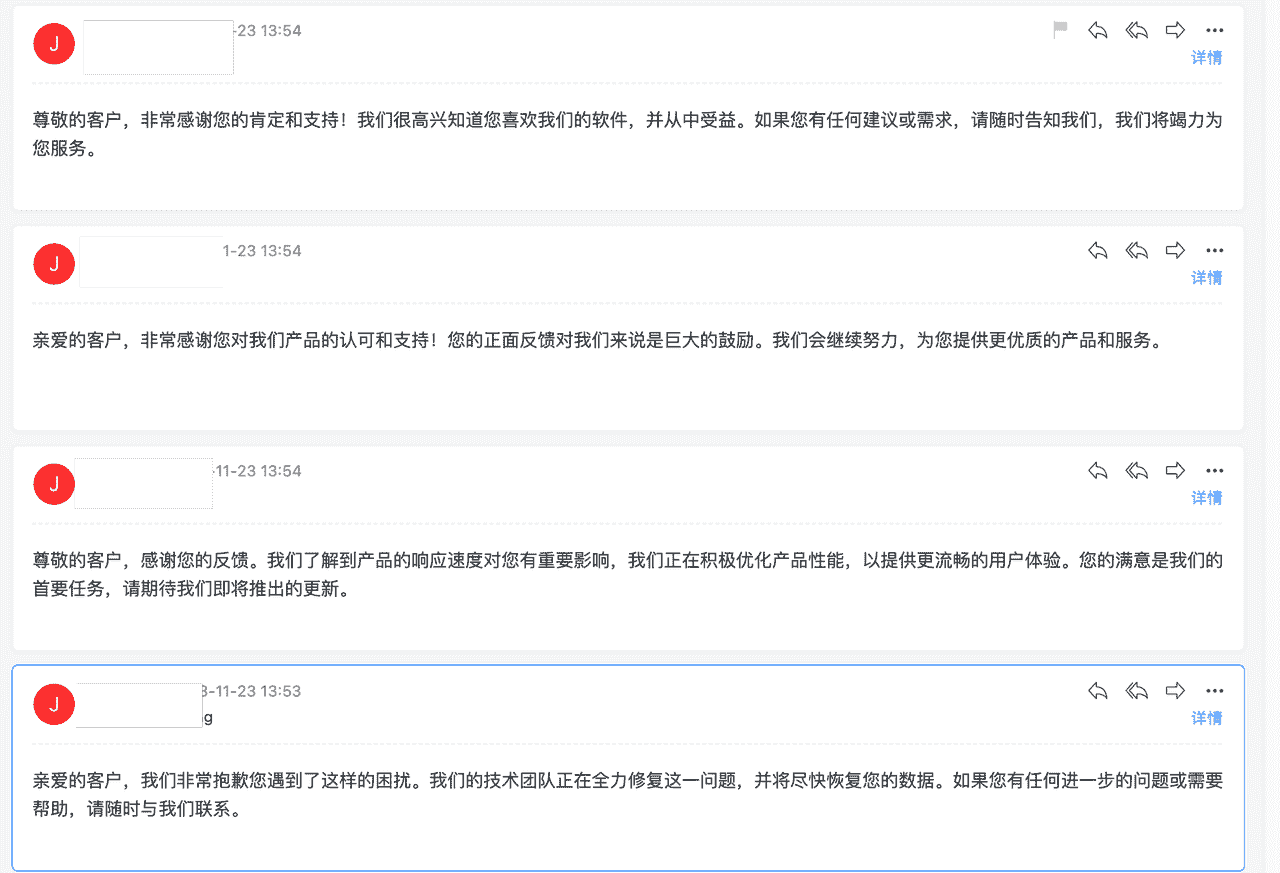 J
-23 13:54
详情
尊敬的客户，非常感谢您的肯定和支持！我们很高兴知道您喜欢我们的软件，并从中受益。如果您有任何建议或需求，请随时告知我们，我们将竭力为
您服务。
J
1-23 13:54
详情
亲爱的客户，非常感谢您对我们产品的认可和支持！您的正面反馈对我们来说是巨大的鼓励。我们会继续努力，为您提供更优质的产品和服务。
J
-11-23 13:54
详情
尊敬的客户，感谢您的反馈。我们了解到产品的响应速度对您有重要影响，我们正在积极优化产品性能，以提供更流畅的用户体验。您的满意是我们的
首要任务，请期待我们即将推出的更新。
J
3-11-23 13:53
g
详情
亲爱的客户，我们非常抱歉您遇到了这样的困扰。我们的技术团队正在全力修复这一问题，并将尽快恢复您的数据。如果您有任何进一步的问题或需要
帮助，请随时与我们联系。